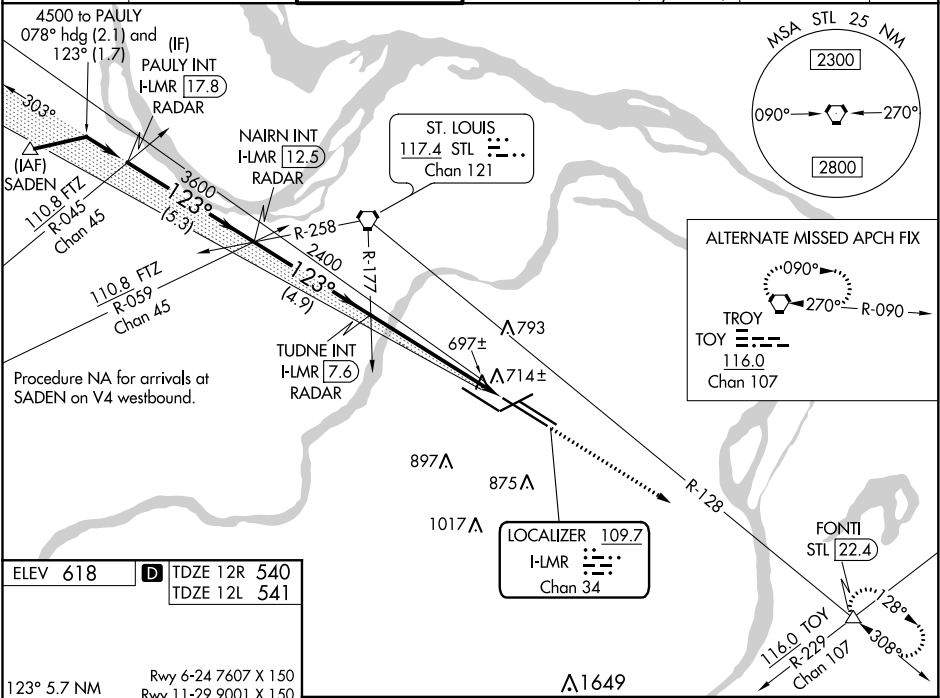 4500 to PAULY
078° hdg (2.1) and
123° (1.7)
(IF)
PAULY INT
I-LMR 17.8
RADAR
303°
(IAF)
SADEN
110.8 FTZ
R-045
Chan 45
NAIRN INT
I-LMR 12.5
RADAR
3600
123°
(5.3)
ST. LOUIS
117.4 STL
Chan 121
R-258
R-177
2400
123°
(4.9)
110.8 FTZ
R-059
Chan 45
TUDNE INT
I-LMR 7.6
RADAR
Procedure NA for arrivals at
SADEN on V4 westbound.
MSA STL 25 NM
2300
090°
270°
2800
ALTERNATE MISSED APCH FIX
090°
270°
R-090
TROY
TOY
116.0
Chan 107
793
697±
714±
897
875
1017
R-128
LOCALIZER 109.7
I-LMR
Chan 34
FONTI
STL 22.4
128°
308°
116.0 TOY
R-229
Chan 107
1649
ELEV 618
D
TDZE 12R 540
TDZE 12L 541
123° 5.7 NM
Rwy 6-24 7607 X 150
Rwy 11-29 9001 X 150